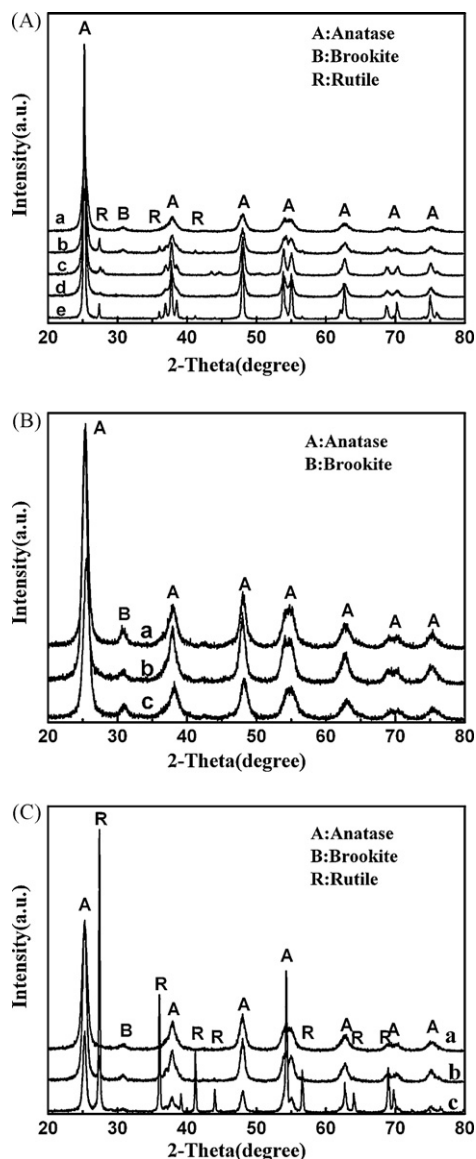 (A)
A
A:Anatase
B:Brookite
R:Rutile
R B R A R A A A A A
a
b
c
d
e
20 30 40 50 60 70 80
2-Theta(degree)
Intensity(a.u.)
(B)
A
A:Anatase
B:Brookite
B A A A A A A
a
b
c
20 30 40 50 60 70 80
2-Theta(degree)
Intensity(a.u.)
(C)
R
A:Anatase
B:Brookite
R:Rutile
A B R A R R A A R A R R A A
a
b
c
20 30 40 50 60 70 80
2-Theta(degree)
Intensity(a.u.)